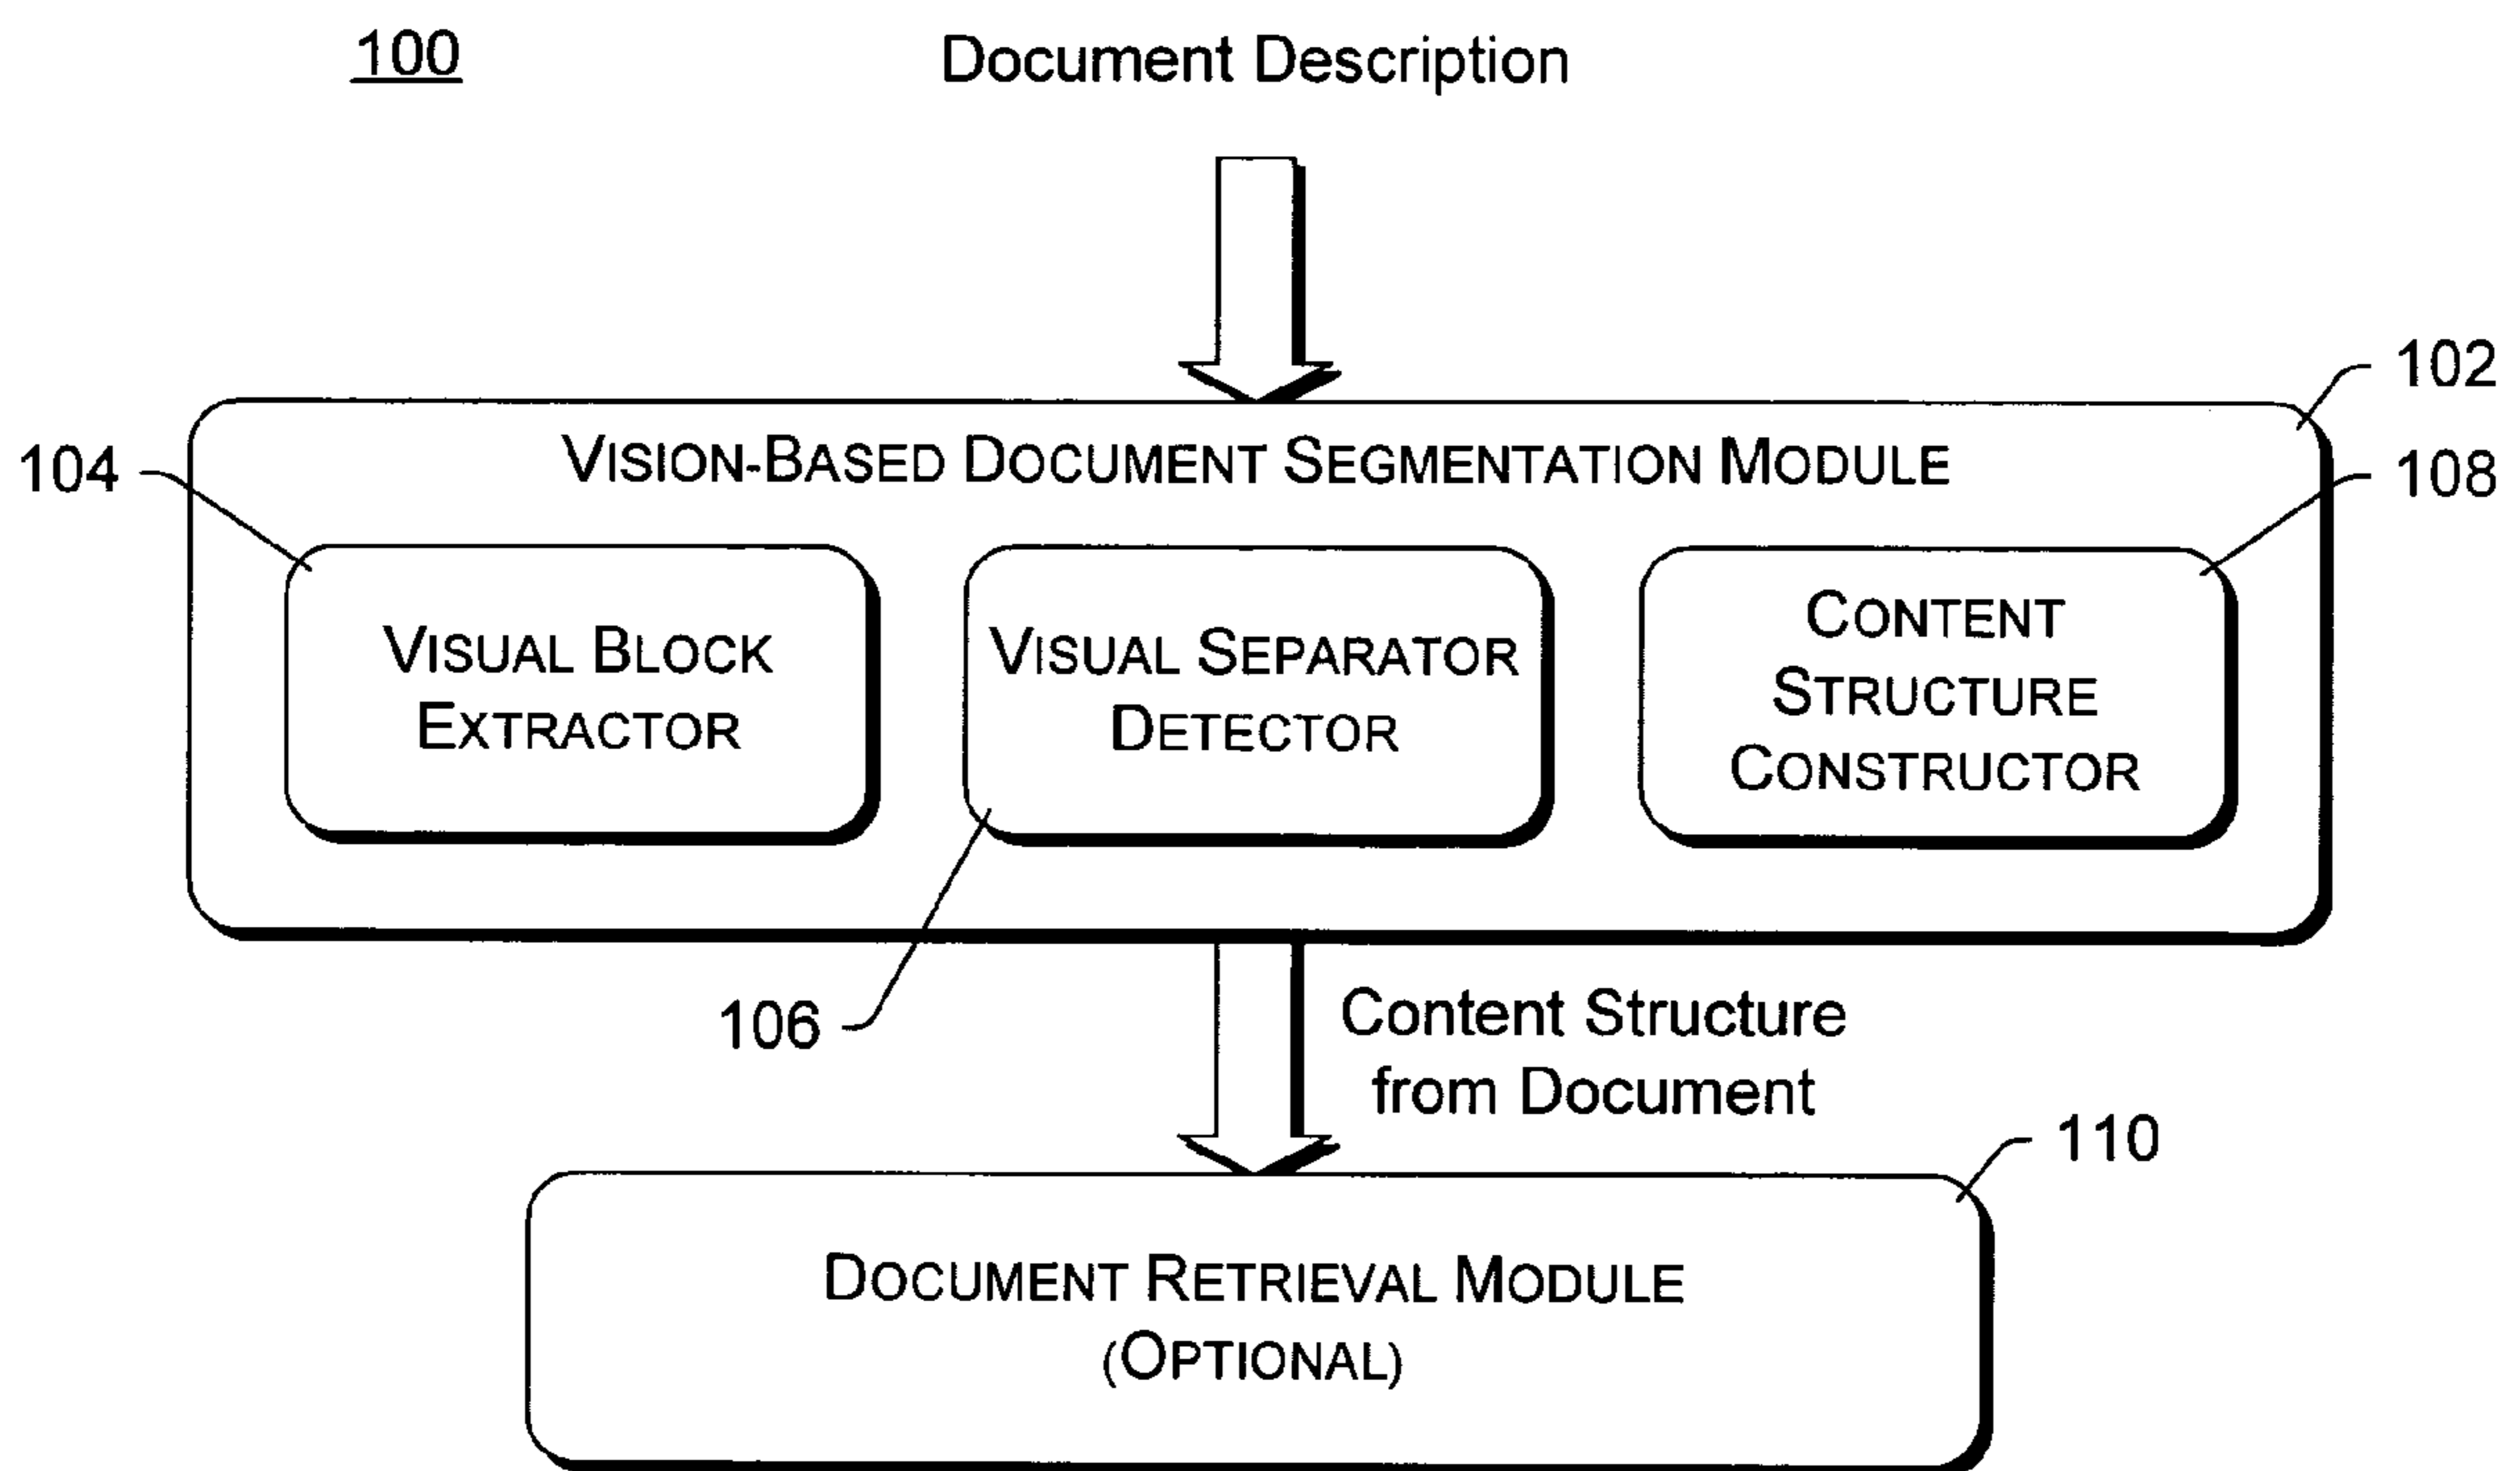 100
Document Description
102
104
VISION-BASED DOCUMENT SEGMENTATION MODULE
108
VISUAL BLOCK
EXTRACTOR
VISUAL SEPARATOR
DETECTOR
CONTENT
STRUCTURE
CONSTRUCTOR
106
Content Structure
from Document
110
DOCUMENT RETRIEVAL MODULE
(OPTIONAL)